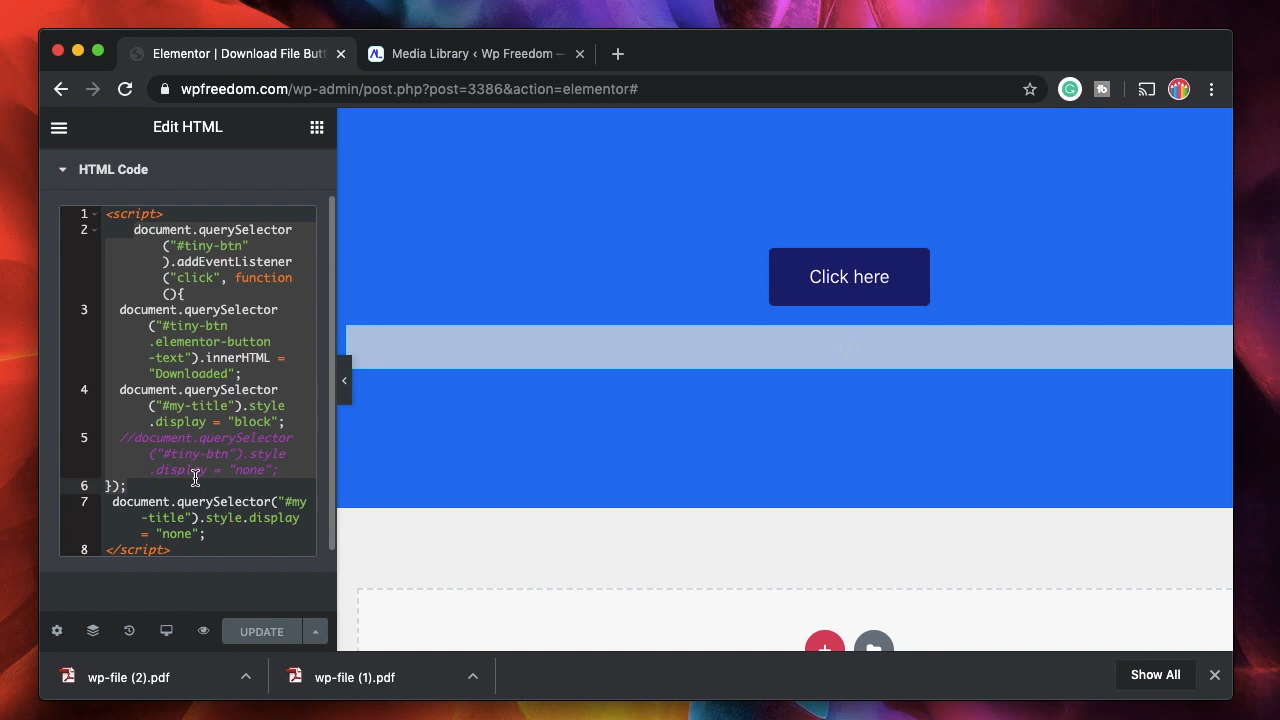 Elementor | Download File Butt
Media Library ‹ Wp Freedom —
wpfreedom.com/wp-admin/post.php?post=3386&action=elementor#
Edit HTML
HTML Code
1 <script>
2 document.querySelector
("#tiny-btn"
).addEventListener
("click", function
(){
3 document.querySelector
("#tiny-btn
.elementor-button
-text").innerHTML =
"Downloaded";
4 document.querySelector
("#my-title").style
.display = "block";
5 //document.querySelector
("#tiny-btn").style
.display = "none";
6 });
7 document.querySelector("#my
-title").style.display
= "none";
8 </script>
UPDATE
Click here
wp-file (2).pdf
wp-file (1).pdf
Show All